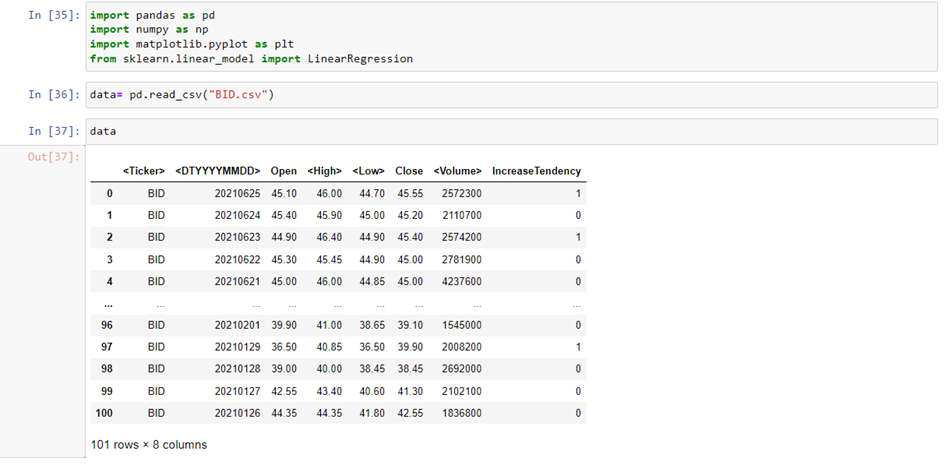 In [35]: import pandas as pd
import numpy as np
import matplotlib.pyplot as plt
from sklearn.linear_model import LinearRegression
In [36]: data= pd.read_csv("BID.csv")
In [37]: data
Out[37]:
<Ticker> <DTYYYYMMDD> Open <High> <Low> Close <Volume> IncreaseTendency
0 BID 20210625 45.10 46.00 44.70 45.55 2572300 1
1 BID 20210624 45.40 45.90 45.00 45.20 2110700 0
2 BID 20210623 44.90 46.40 44.90 45.40 2574200 1
3 BID 20210622 45.30 45.45 44.90 45.00 2781900 0
4 BID 20210621 45.00 46.00 44.85 45.00 4237600 0
... ... ... ... ... ... ... ... ...
96 BID 20210201 39.90 41.00 38.65 39.10 1545000 0
97 BID 20210129 36.50 40.85 36.50 39.90 2008200 1
98 BID 20210128 39.00 40.00 38.45 38.45 2692000 0
99 BID 20210127 42.55 43.40 40.60 41.30 2102100 0
100 BID 20210126 44.35 44.35 41.80 42.55 1836800 0
101 rows × 8 columns